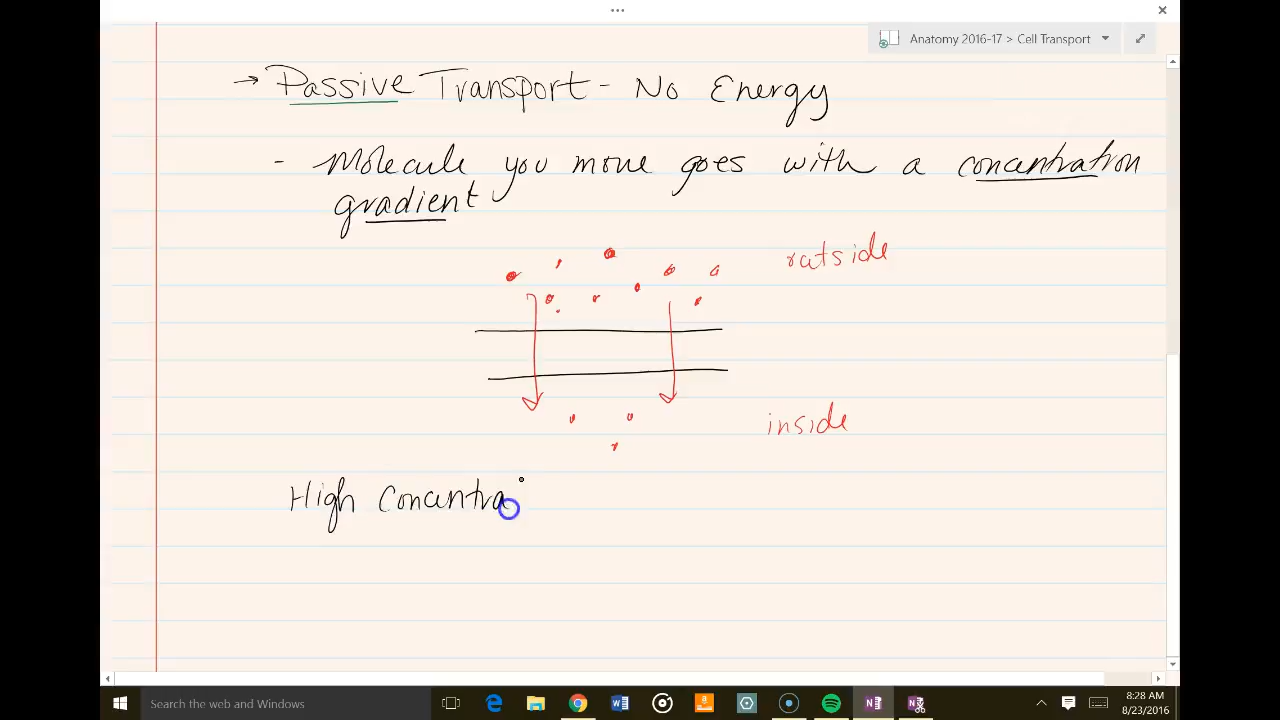 Anatomy 2016-17 > Cell Transport
→ Passive Transport - No Energy
- Molecule you move goes with a concentration
gradient
outside
inside
High Concentra
Search the web and Windows
8:28 AM
8/23/2016